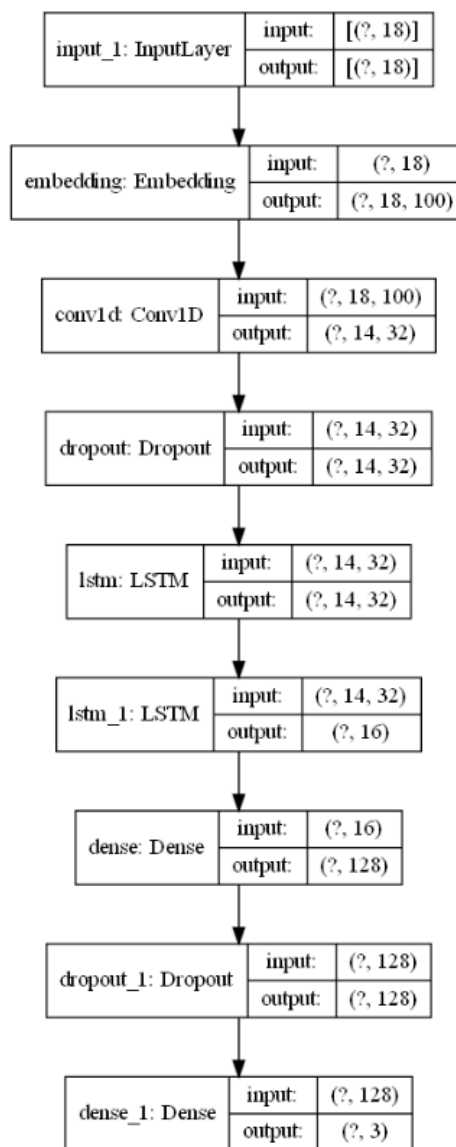 input_1: InputLayer
input: [(?, 18)]
output: [(?, 18)]
embedding: Embedding
input: (?, 18)
output: (?, 18, 100)
conv1d: Conv1D
input: (?, 18, 100)
output: (?, 14, 32)
dropout: Dropout
input: (?, 14, 32)
output: (?, 14, 32)
lstm: LSTM
input: (?, 14, 32)
output: (?, 14, 32)
lstm_1: LSTM
input: (?, 14, 32)
output: (?, 16)
dense: Dense
input: (?, 16)
output: (?, 128)
dropout_1: Dropout
input: (?, 128)
output: (?, 128)
dense_1: Dense
input: (?, 128)
output: (?, 3)